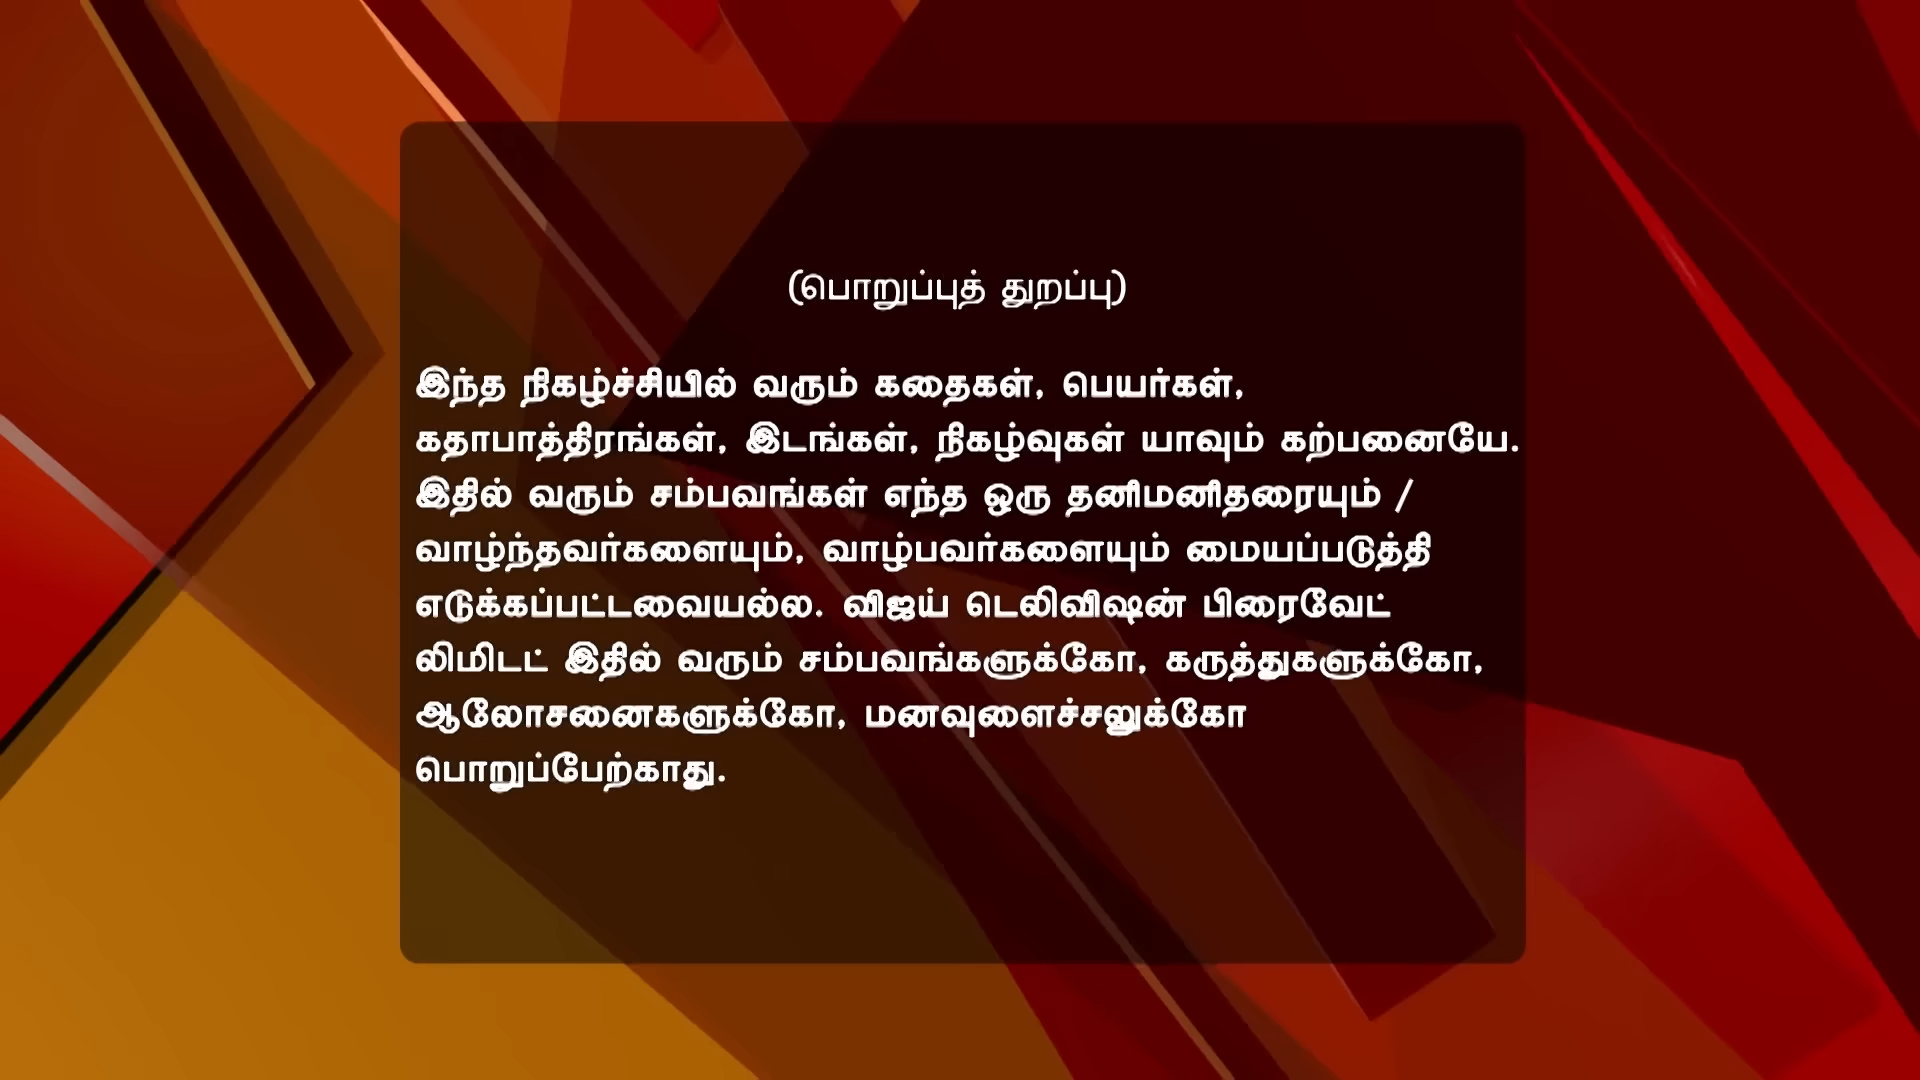 (பொறுப்புத் துறப்பு)
இந்த நிகழ்ச்சியில் வரும் கதைகள், பெயர்கள்,
கதாபாத்திரங்கள், இடங்கள், நிகழ்வுகள் யாவும் கற்பனையே.
இதில் வரும் சம்பவங்கள் எந்த ஒரு தனிமனிதரையும் /
வாழ்ந்தவர்களையும், வாழ்பவர்களையும் மையப்படுத்தி
எடுக்கப்பட்டவையல்ல. விஜய் டெலிவிஷன் பிரைவேட்
லிமிடட் இதில் வரும் சம்பவங்களுக்கோ, கருத்துகளுக்கோ,
ஆலோசனைகளுக்கோ, மனவுளைச்சலுக்கோ
பொறுப்பேற்காது.